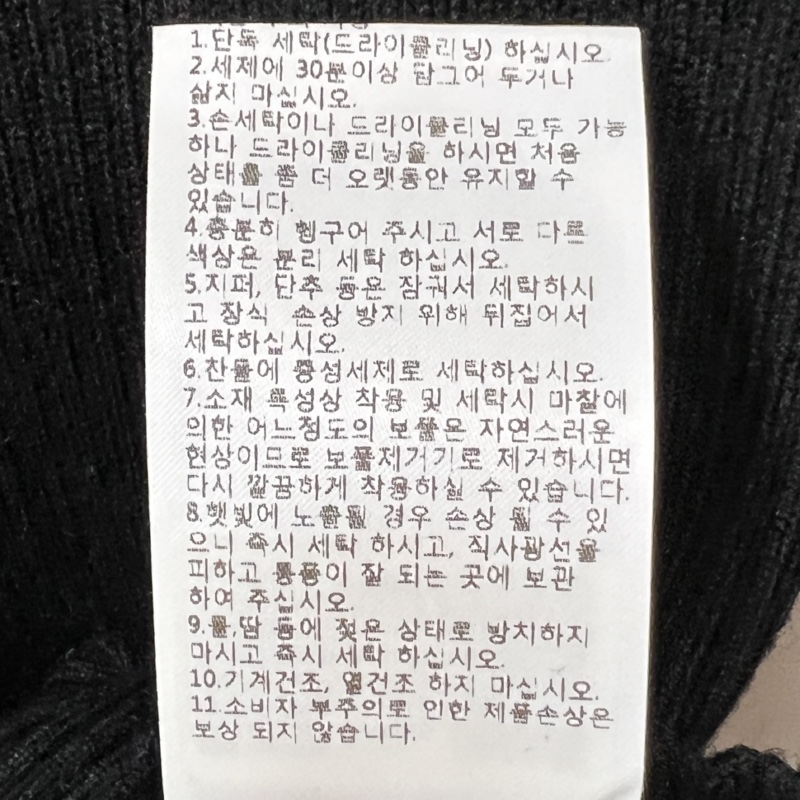 1.단독 세탁(드라이클리닝) 하십시오.
2.세제에 30분이상 담그어 두거나
삶지 마십시오.
3.손세탁이나 드라이클리닝 모두 가능
하나 드라이클리닝을 하시면 처음
상태를 좀 더 오랫동안 유지할 수
있습니다.
4.충분히 헹구어 주시고 서로 다른
색상은 분리 세탁 하십시오.
5.지퍼, 단추 등은 잠궈서 세탁하시
고 장식 손상 방지 위해 뒤집어서
세탁하십시오.
6.찬물에 중성세제로 세탁하십시오.
7.소재 특성상 착용 및 세탁시 마찰에
의한 어느정도의 보풀은 자연스러운
현상이므로 보풀제거기로 제거하시면
다시 깔끔하게 착용하실 수 있습니다.
8.햇빛에 노출될 경우 손상 될 수 있
으니 즉시 세탁 하시고, 직사광선을
피하고 통풍이 잘 되는 곳에 보관
하여 주십시오.
9.물,땀 등에 젖은 상태로 방치하지
마시고 즉시 세탁 하십시오.
10.기계건조, 열건조 하지 마십시오.
11.소비자 부주의로 인한 제품손상은
보상 되지 않습니다.